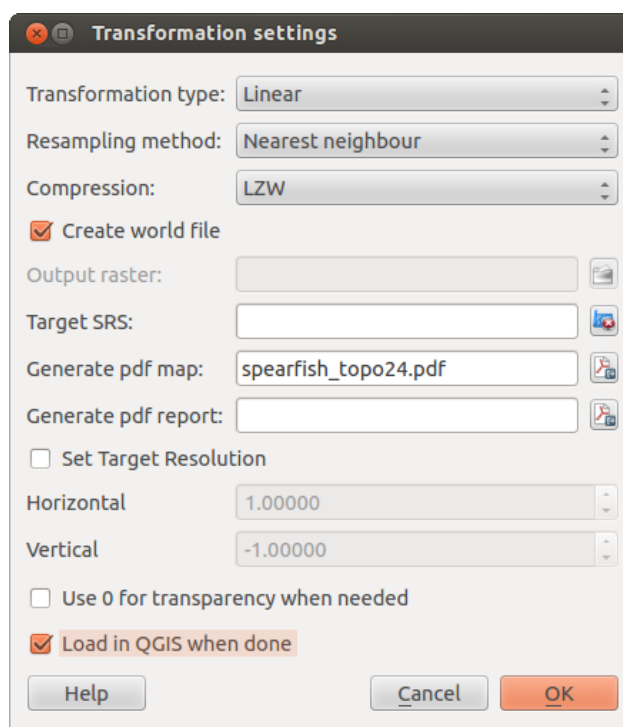 Transformation settings
Transformation type: Linear
Resampling method: Nearest neighbour
Compression: LZW
Create world file
Output raster:
Target SRS:
Generate pdf map: spearfish_topo24.pdf
Generate pdf report:
Set Target Resolution
Horizontal 1.00000
Vertical -1.00000
Use 0 for transparency when needed
Load in QGIS when done
Help Cancel OK